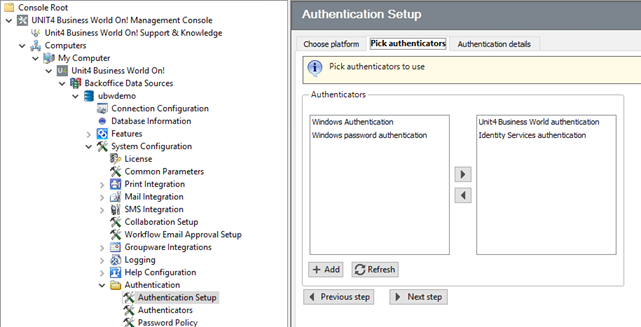 Console Root
UNIT4 Business World On! Management Console
Unit4 Business World On! Support & Knowledge
Computers
My Computer
Unit4 Business World On!
Backoffice Data Sources
ubwdemo
Connection Configuration
Database Information
Features
System Configuration
License
Common Parameters
Print Integration
Mail Integration
SMS Integration
Collaboration Setup
Workflow Email Approval Setup
Groupware Integrations
Logging
Help Configuration
Authentication
Authentication Setup
Authenticators
Password Policy
Authentication Setup
Choose platform
Pick authenticators
Authentication details
Pick authenticators to use
Authenticators
Windows Authentication
Windows password authentication
Unit4 Business World authentication
Identity Services authentication
Add
Refresh
Previous step
Next step